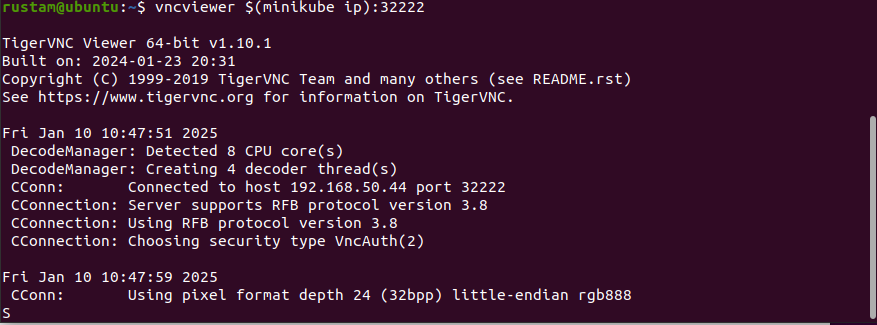 rustam@ubuntu:~$ vncviewer $(minikube ip):32222
TigerVNC Viewer 64-bit v1.10.1
Built on: 2024-01-23 20:31
Copyright (C) 1999-2019 TigerVNC Team and many others (see README.rst)
See https://www.tigervnc.org for information on TigerVNC.
Fri Jan 10 10:47:51 2025
DecodeManager: Detected 8 CPU core(s)
DecodeManager: Creating 4 decoder thread(s)
CConn:       Connected to host 192.168.50.44 port 32222
CConnection: Server supports RFB protocol version 3.8
CConnection: Using RFB protocol version 3.8
CConnection: Choosing security type VncAuth(2)
Fri Jan 10 10:47:59 2025
CConn:       Using pixel format depth 24 (32bpp) little-endian rgb888
S